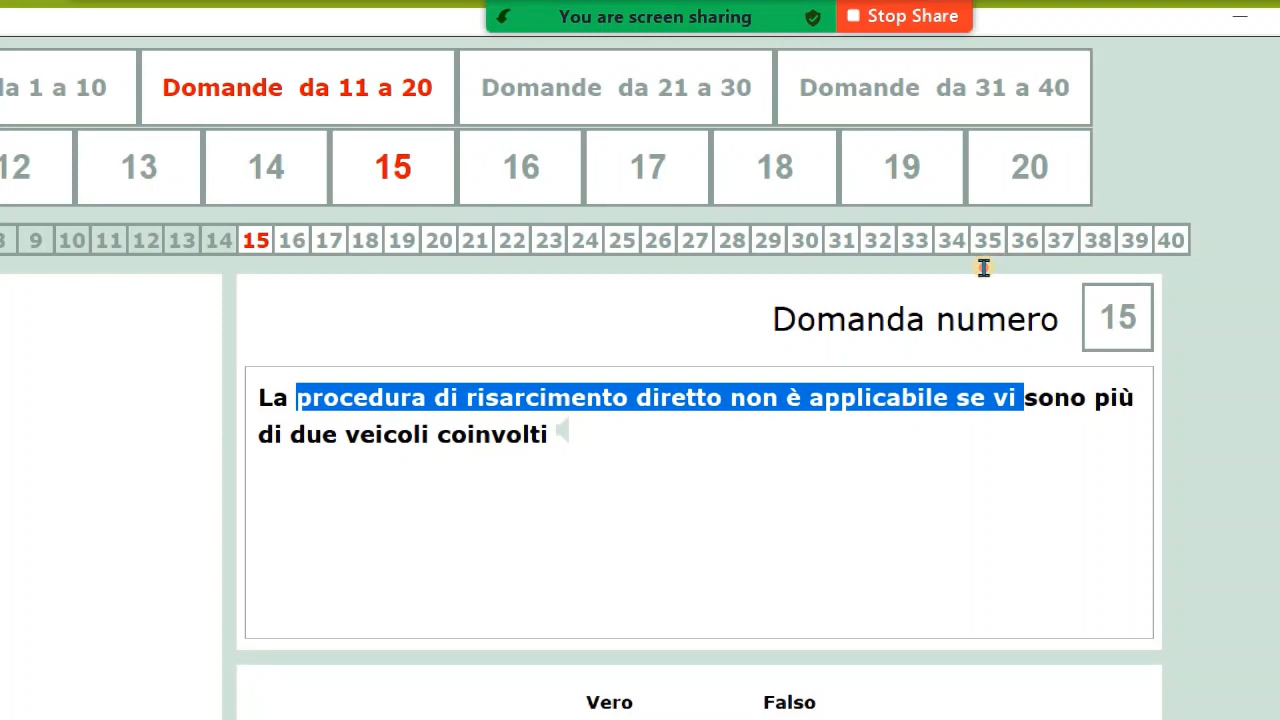 You are screen sharing Stop Share
da 1 a 10 Domande da 11 a 20 Domande da 21 a 30 Domande da 31 a 40
12 13 14 15 16 17 18 19 20
8 9 10 11 12 13 14 15 16 17 18 19 20 21 22 23 24 25 26 27 28 29 30 31 32 33 34 35 36 37 38 39 40
Domanda numero 15
La procedura di risarcimento diretto non è applicabile se vi sono più
di due veicoli coinvolti
Vero Falso